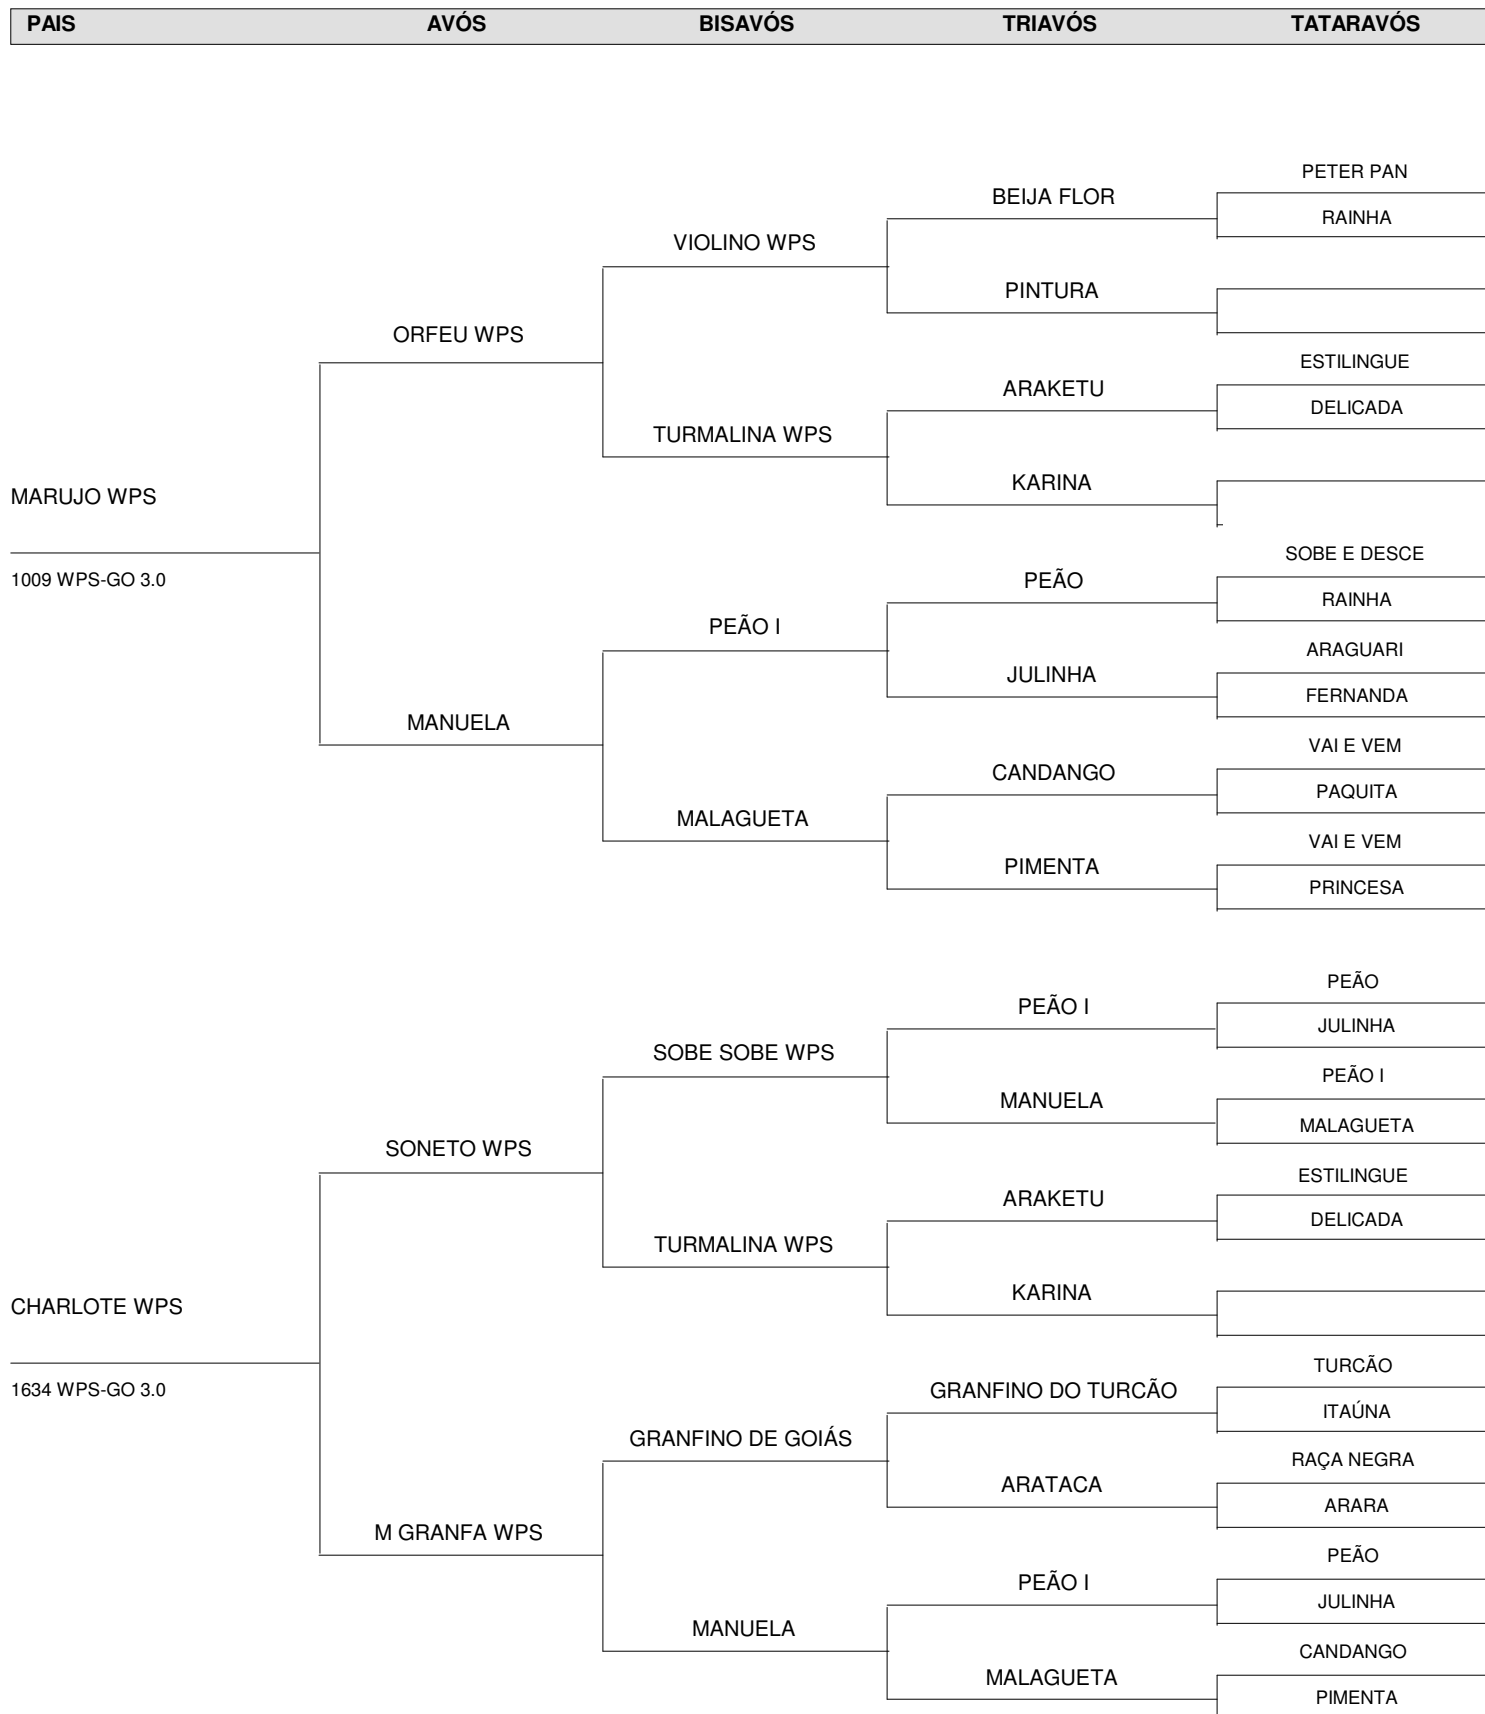 PAIS AVÓS BISAVÓS TRIAVÓS TATARAVÓS
PETER PAN
BEIJA FLOR
RAINHA
VIOLINO WPS
PINTURA
ORFEU WPS
ESTILINGUE
ARAKETU
DELICADA
TURMALINA WPS
KARINA
MARUJO WPS
SOBE E DESCE
1009 WPS-GO 3.0
PEÃO
RAINHA
PEÃO I
ARAGUARI
JULINHA
FERNANDA
MANUELA
VAI E VEM
CANDANGO
PAQUITA
MALAGUETA
VAI E VEM
PIMENTA
PRINCESA
PEÃO
PEÃO I
JULINHA
SOBE SOBE WPS
PEÃO I
MANUELA
MALAGUETA
SONETO WPS
ESTILINGUE
ARAKETU
DELICADA
TURMALINA WPS
KARINA
CHARLOTE WPS
TURCÃO
1634 WPS-GO 3.0
GRANFINO DO TURCÃO
ITAÚNA
GRANFINO DE GOIÁS
RAÇA NEGRA
ARATACA
ARARA
M GRANFA WPS
PEÃO
PEÃO I
JULINHA
MANUELA
CANDANGO
MALAGUETA
PIMENTA